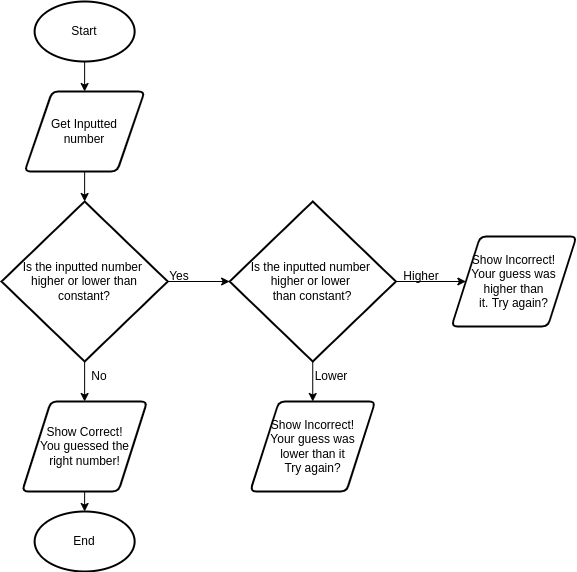 Start
Get Inputted
number
Is the inputted number
higher or lower than
constant?
Yes
Is the inputted number
higher or lower
than constant?
Higher
Show Incorrect!
Your guess was
higher than
it. Try again?
No
Lower
Show Correct!
You guessed the
right number!
Show Incorrect!
Your guess was
lower than it
Try again?
End